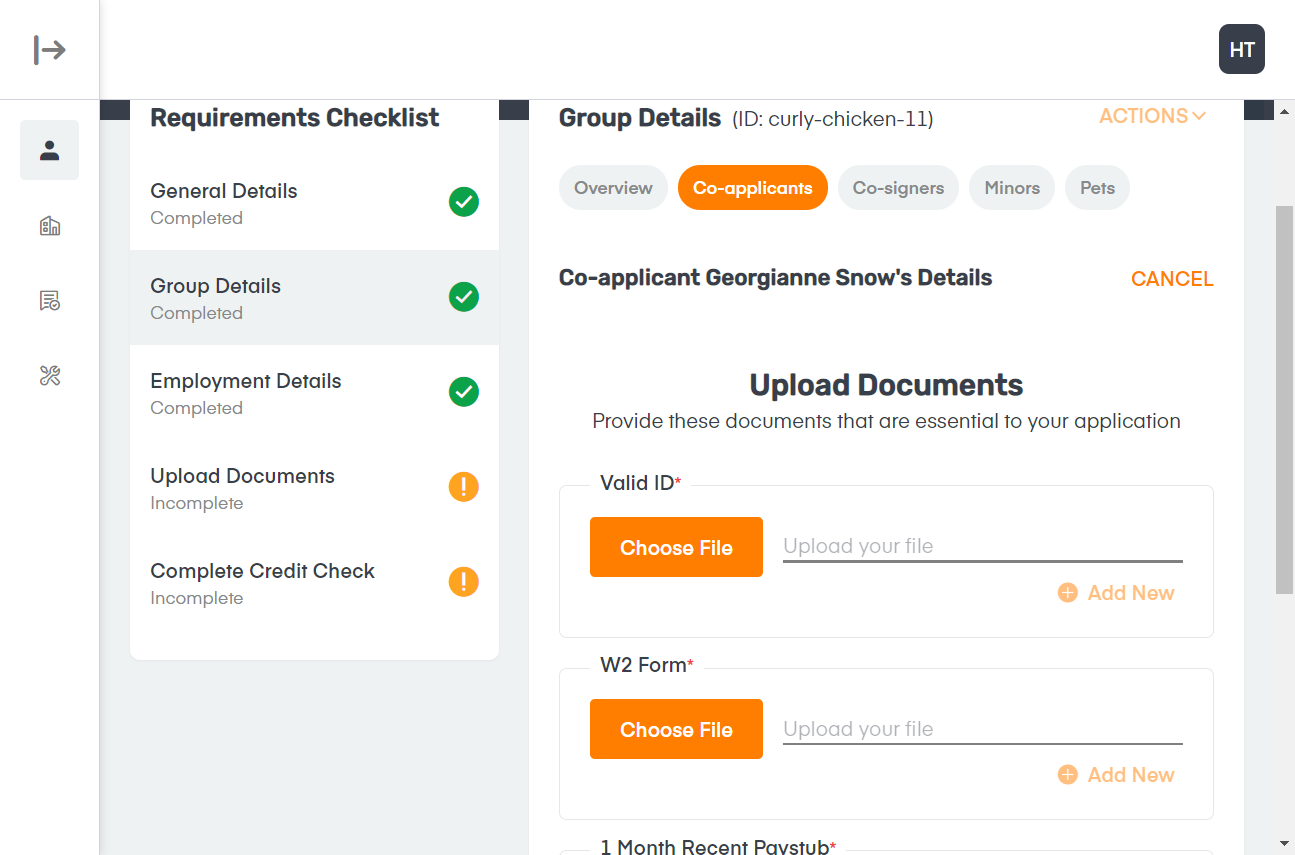 HT
Requirements Checklist
General Details
Completed
Group Details
Completed
Employment Details
Completed
Upload Documents
Incomplete
Complete Credit Check
Incomplete
Group Details (ID: curly-chicken-11)
ACTIONS
Overview
Co-applicants
Co-signers
Minors
Pets
Co-applicant Georgianne Snow's Details
CANCEL
Upload Documents
Provide these documents that are essential to your application
Valid ID*
Choose File
Upload your file
Add New
W2 Form*
Choose File
Upload your file
Add New
1 Month Recent Paystub*